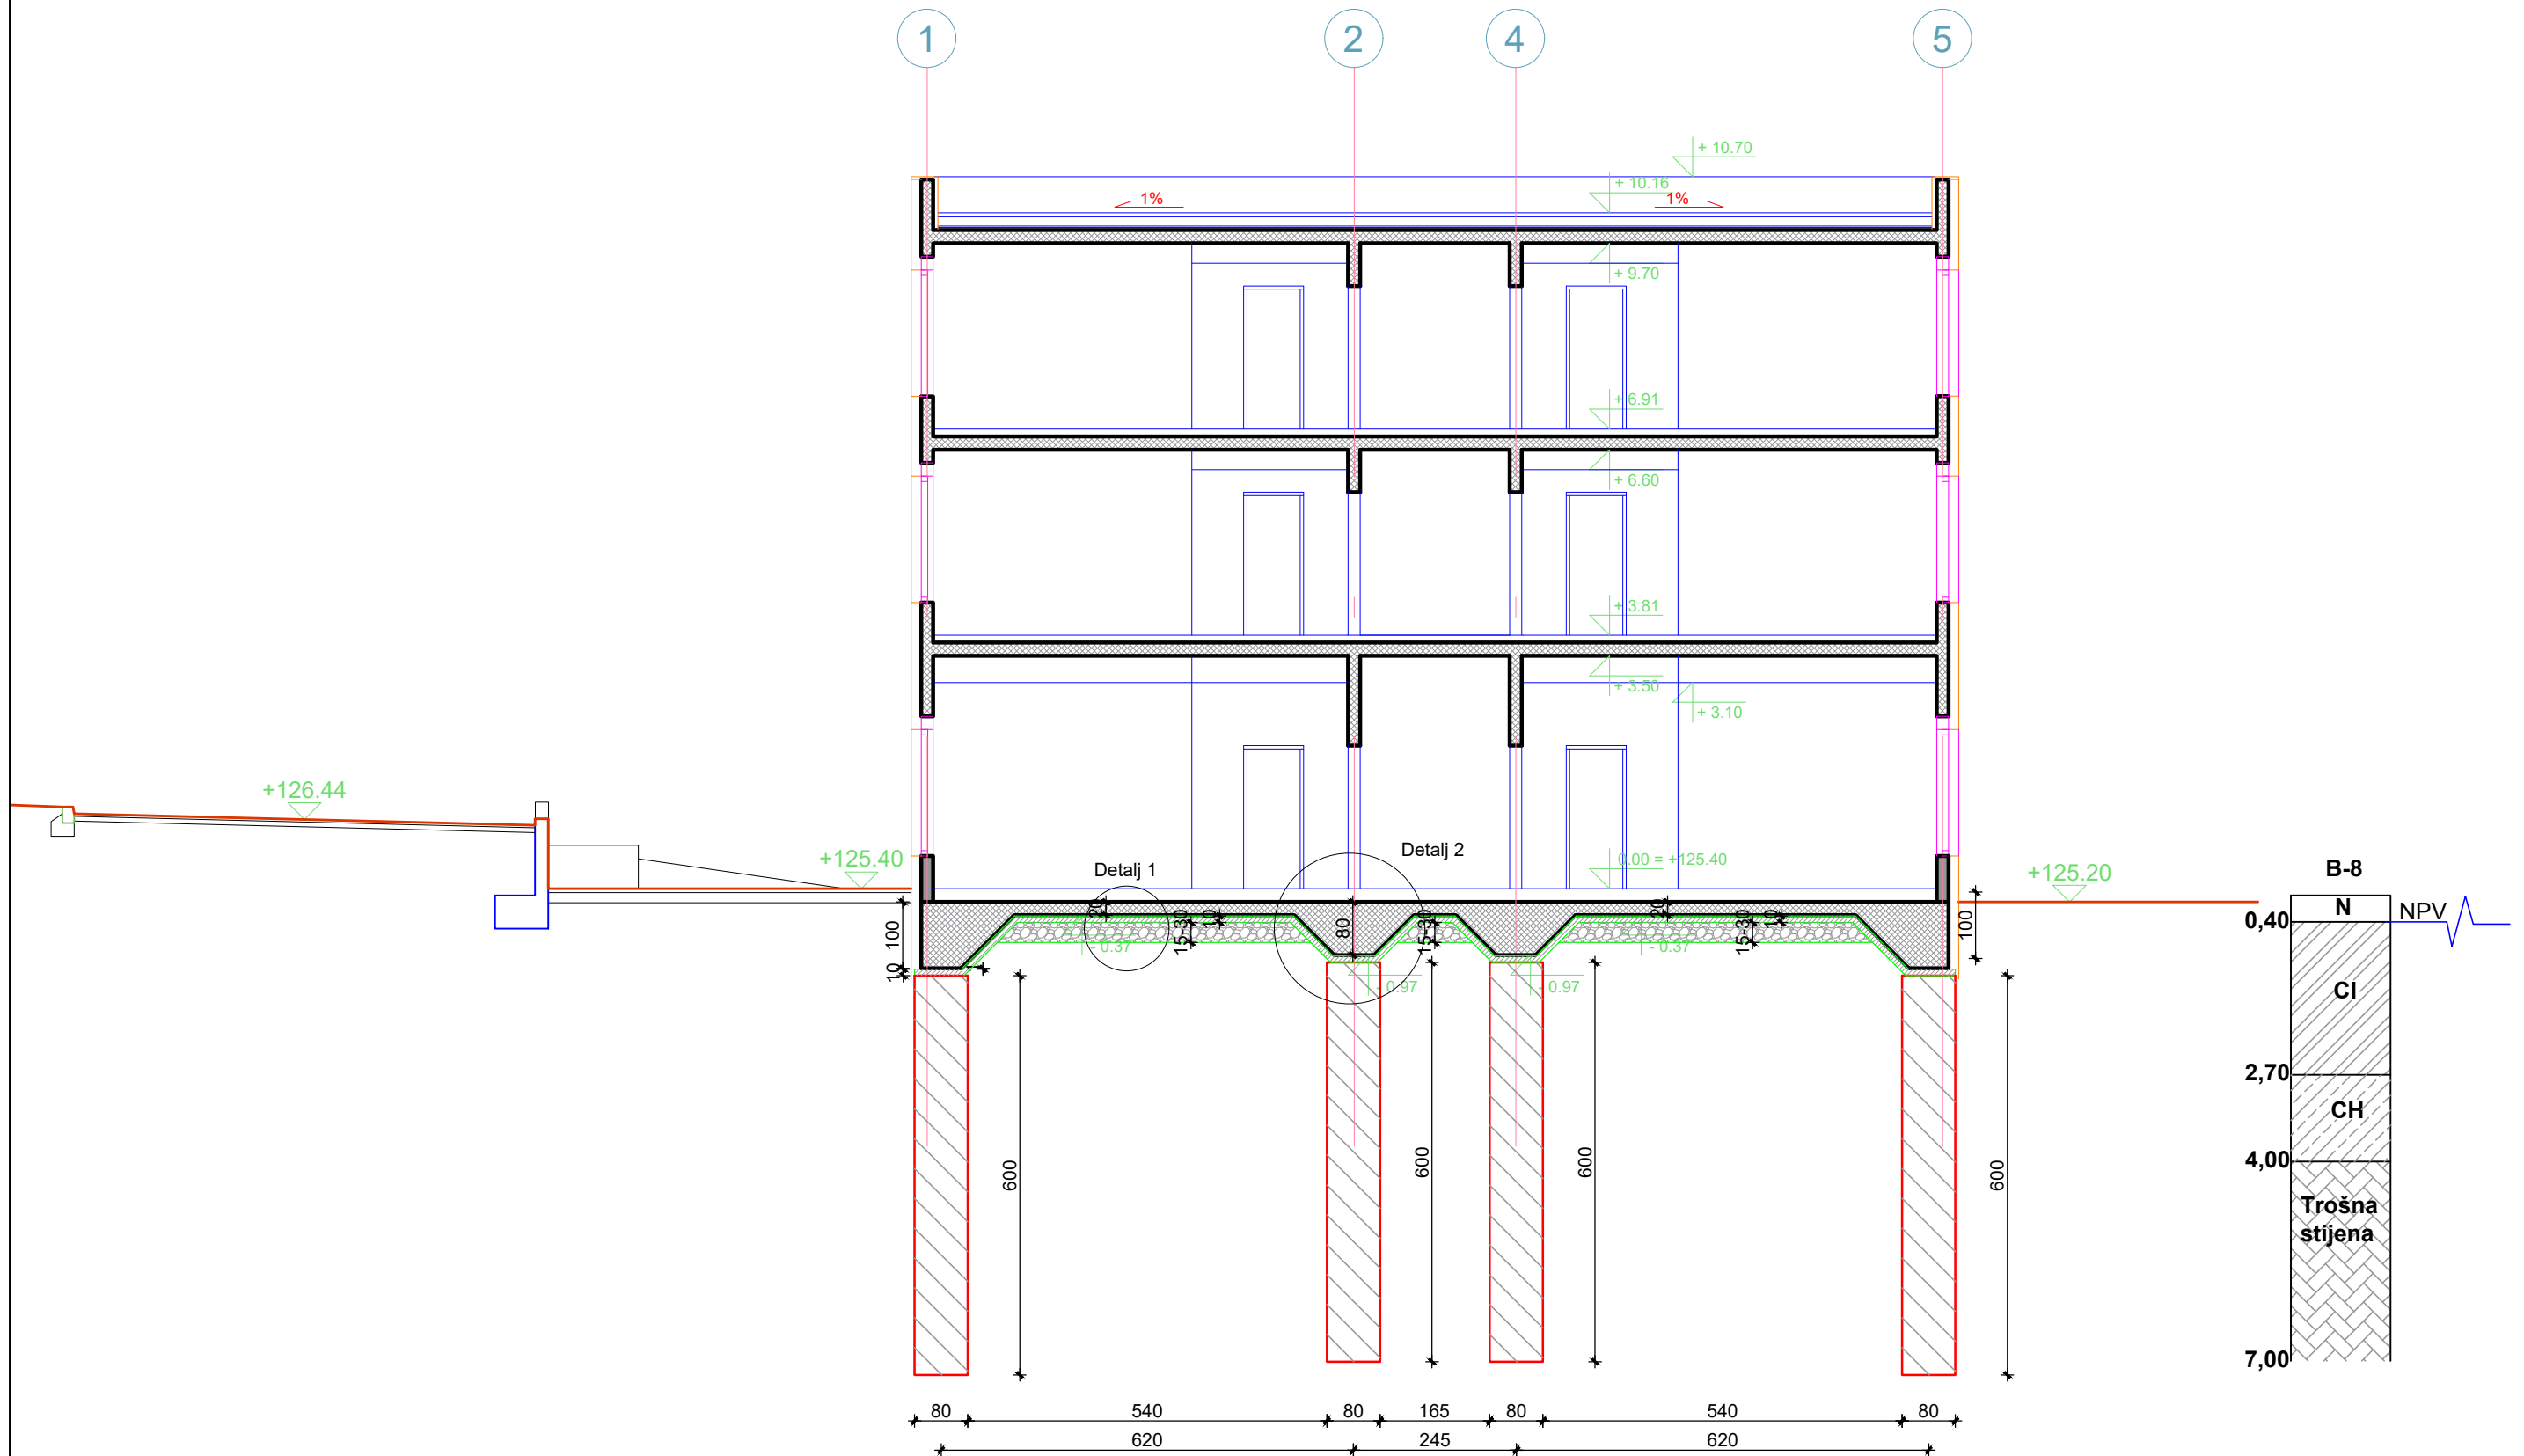 1 2 4 5
+ 10.70
+ 10.16
1% 1%
+ 9.70
+ 6.91
+ 6.60
+ 3.81
+ 3.50
+ 3.10
+126.44
Detalj 2
+125.40 Detalj 1 0.00 = +125.40 +125.20 B-8
N NPV
0,40
20 10 20 10
100 15-30 80 15-30 15-30 100
- 0.37 - 0.37
10
- 0.97 - 0.97
CI
2,70
CH
4,00
600 600 600 600
Trošna
stijena
7,00
80 540 80 165 80 540 80
620 245 620